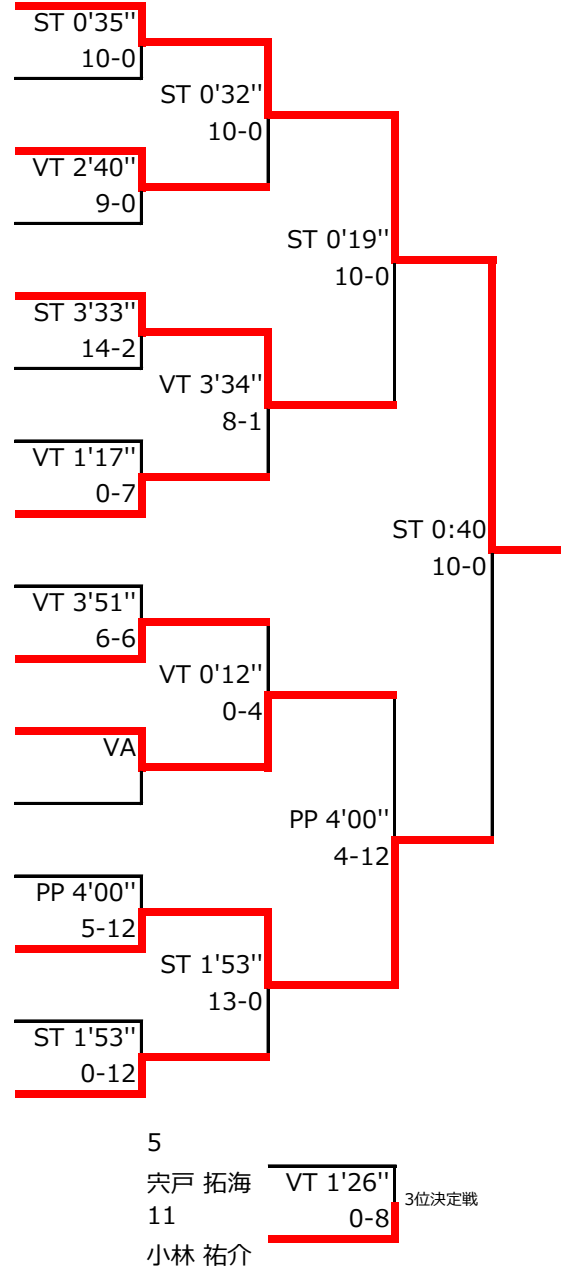 ST 0'35''
10-0
ST 0'32''
10-0
VT 2'40''
9-0
ST 0'19''
10-0
ST 3'33''
14-2
VT 3'34''
8-1
VT 1'17''
0-7
ST 0:40
10-0
VT 3'51''
6-6
VT 0'12''
0-4
VA
PP 4'00''
4-12
PP 4'00''
5-12
ST 1'53''
13-0
ST 1'53''
0-12
5
宍戸 拓海
11
小林 祐介
VT 1'26''
0-8
3位決定戦